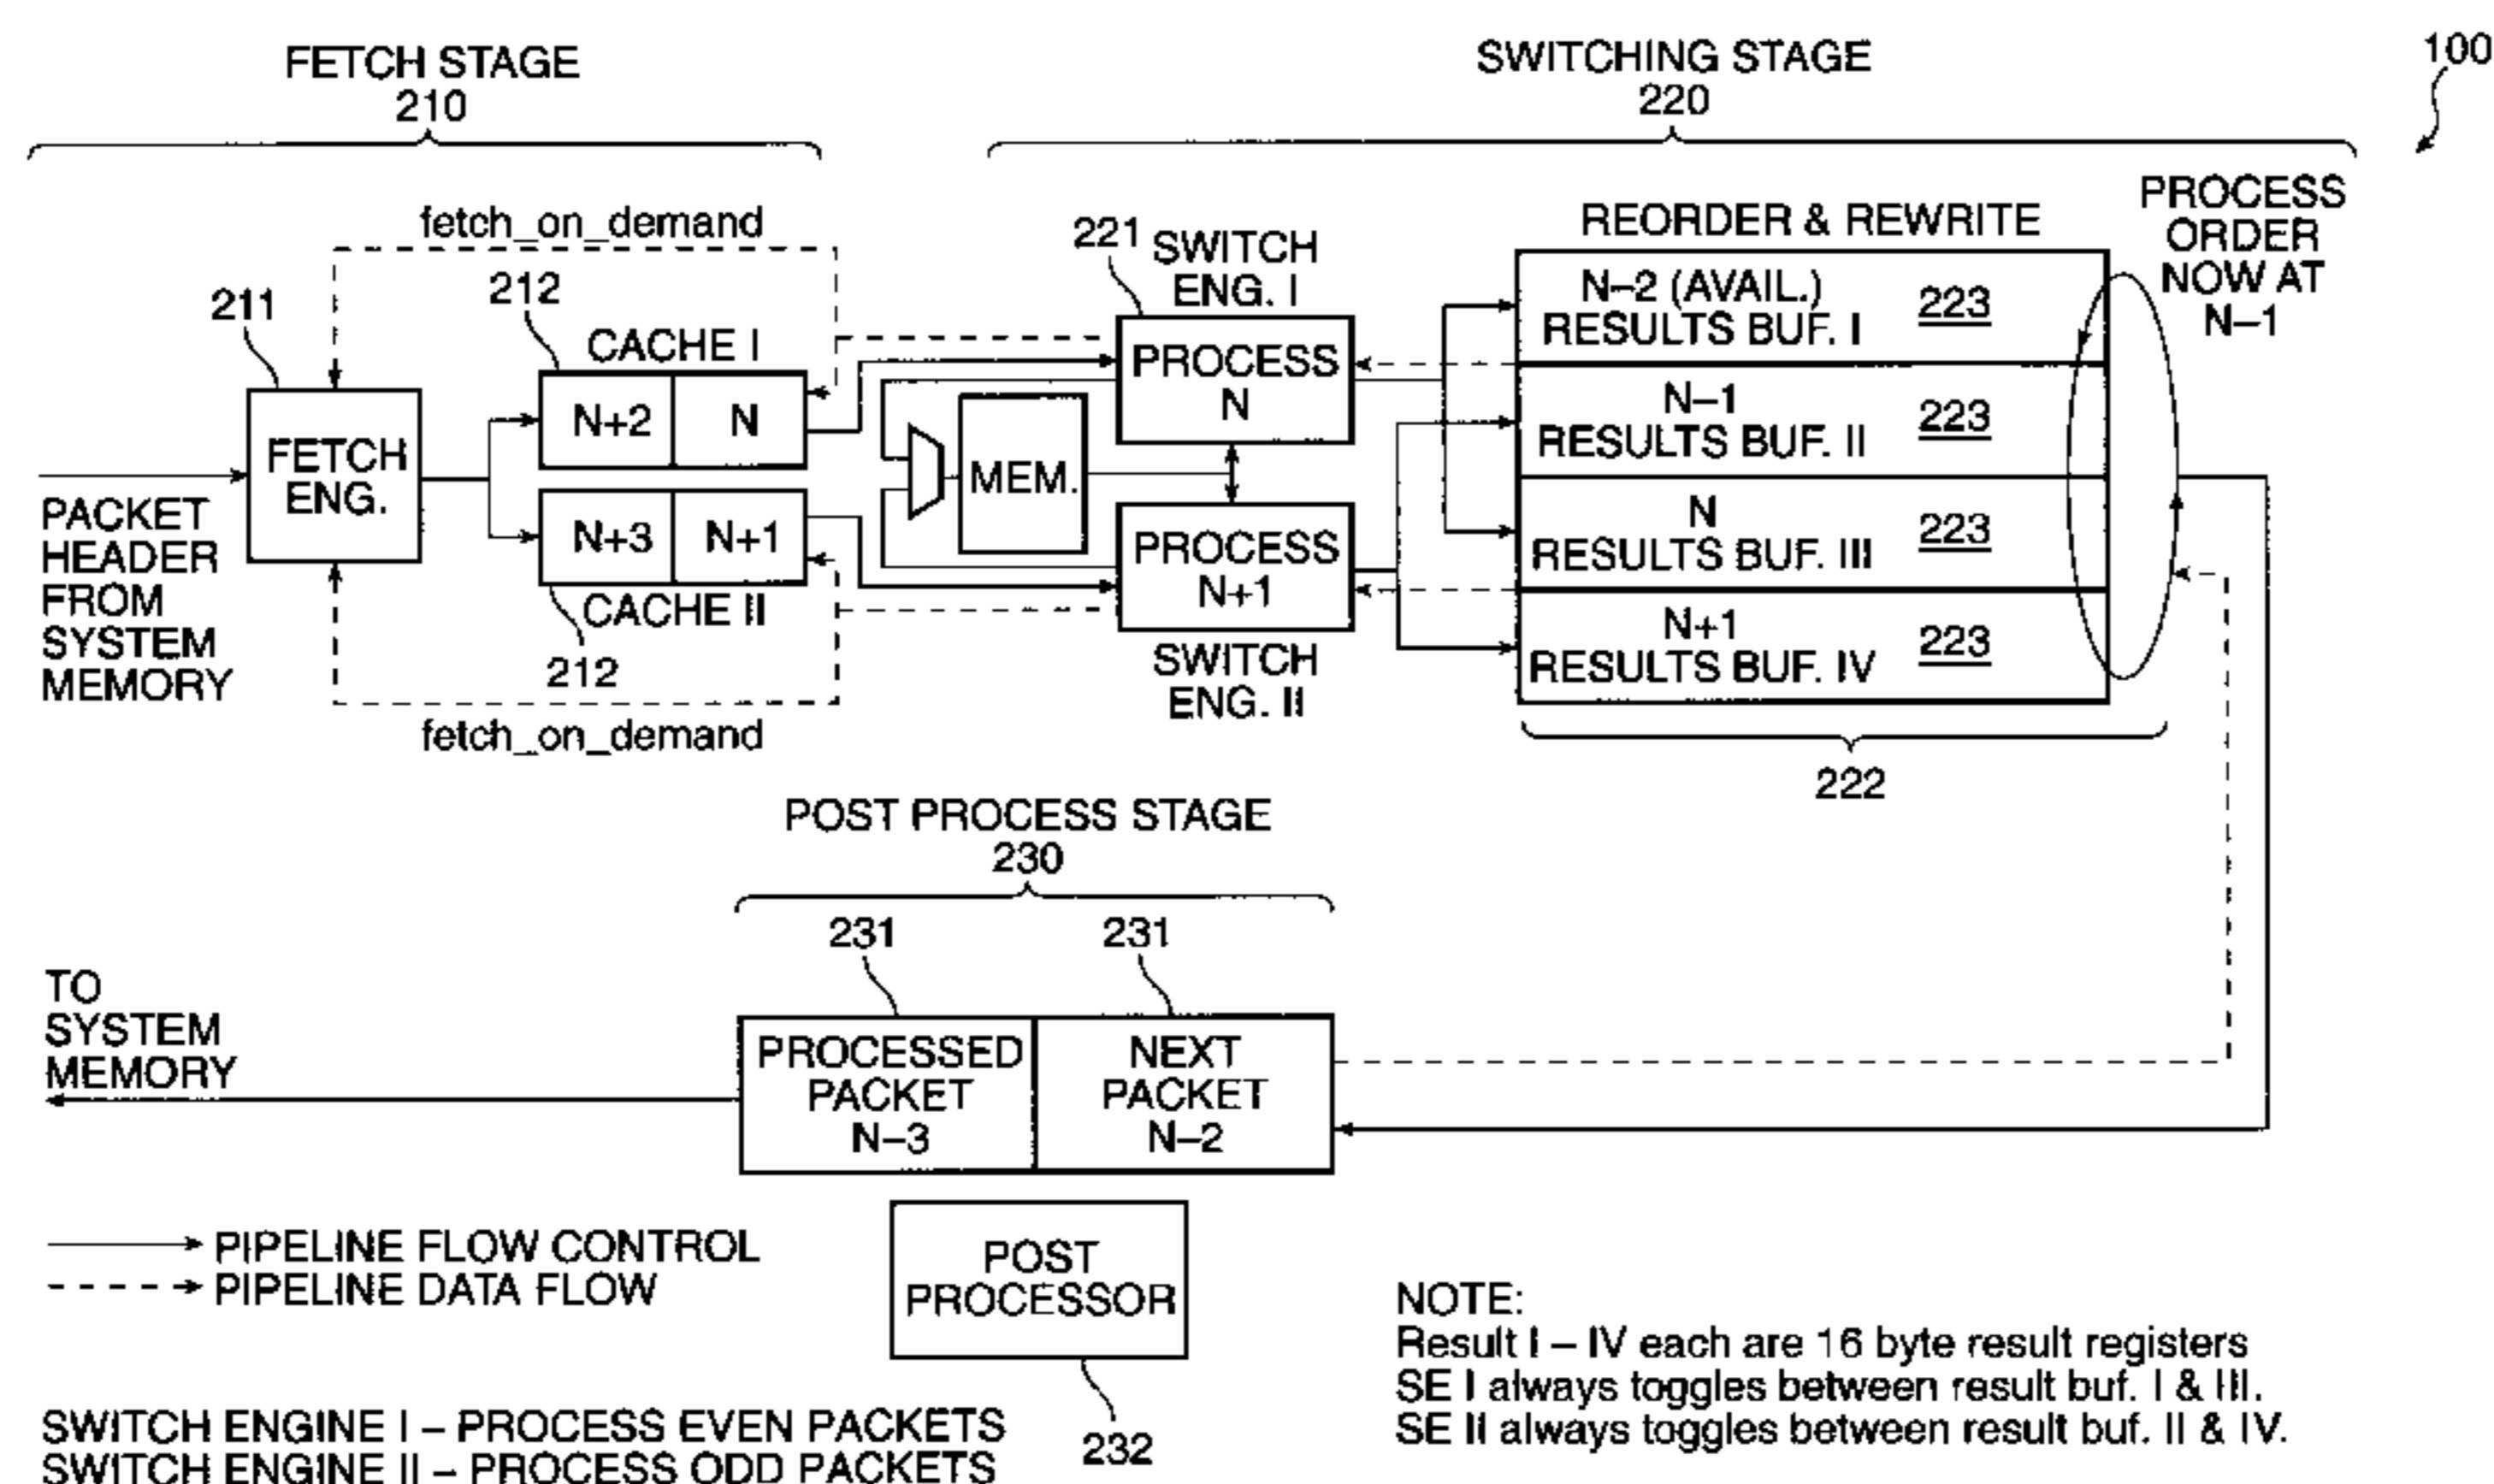 FETCH STAGE
210
SWITCHING STAGE
220
100
fetch_on_demand
211
212
CACHE I
N+2
N
FETCH
ENG.
PACKET
HEADER
FROM
SYSTEM
MEMORY
N+3
N+1
CACHE II
212
fetch_on_demand
221
SWITCH
ENG. I
PROCESS
N
MEM.
PROCESS
N+1
SWITCH
ENG. II
REORDER & REWRITE
N–2 (AVAIL.)
RESULTS BUF. I
223
N–1
RESULTS BUF. II
223
N
RESULTS BUF. III
223
N+1
RESULTS BUF. IV
223
222
PROCESS
ORDER
NOW AT
N–1
POST PROCESS STAGE
230
231
231
TO
SYSTEM
MEMORY
PROCESSED
PACKET
N–3
NEXT
PACKET
N–2
PIPELINE FLOW CONTROL
PIPELINE DATA FLOW
POST
PROCESSOR
232
NOTE:
Result I – IV each are 16 byte result registers
SE I always toggles between result buf. I & III.
SE II always toggles between result buf. II & IV.
SWITCH ENGINE I – PROCESS EVEN PACKETS
SWITCH ENGINE II – PROCESS ODD PACKETS